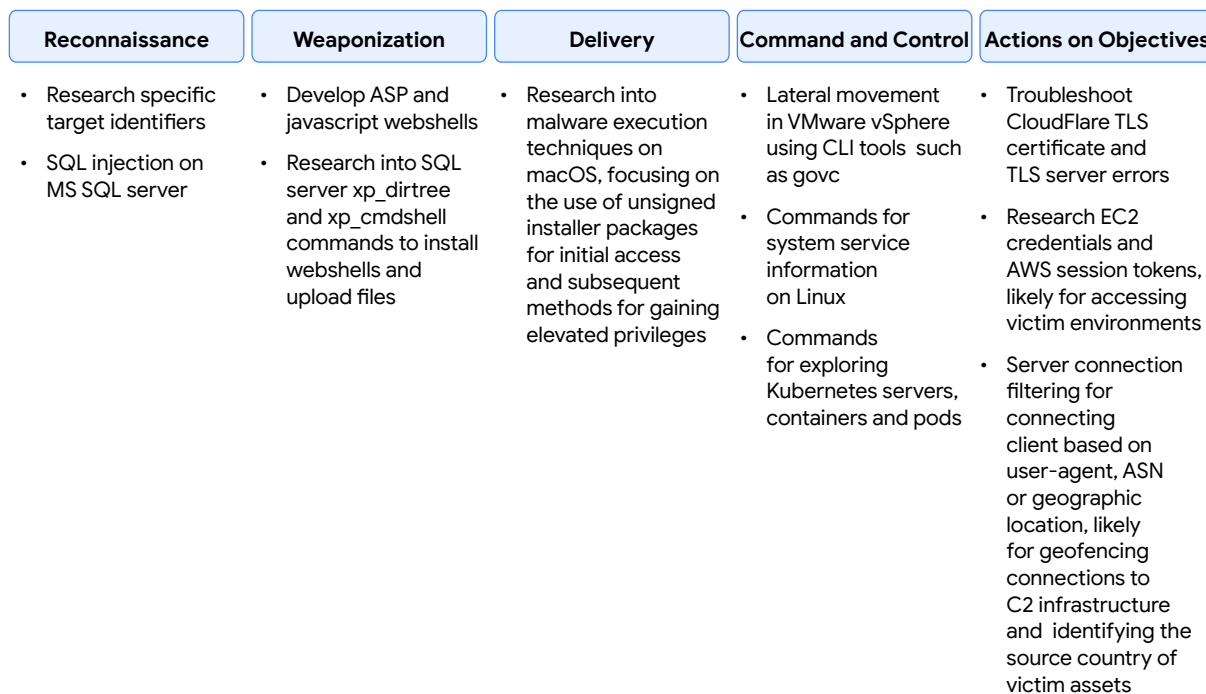 Reconnaissance
• Research specific
target identifiers
• SQL injection on
MS SQL server
Weaponization
• Develop ASP and
javascript webshells
• Research into SQL
server xp_dirtree
and xp_cmdshell
commands to install
webshells and
upload files
Delivery
• Research into
malware execution
techniques on
macOS, focusing on
the use of unsigned
installer packages
for initial access
and subsequent
methods for gaining
elevated privileges
Command and Control
• Lateral movement
in VMware vSphere
using CLI tools such
as govc
• Commands for
system service
information
on Linux
• Commands
for exploring
Kubernetes servers,
containers and pods
Actions on Objectives
• Troubleshoot
CloudFlare TLS
certificate and
TLS server errors
• Research EC2
credentials and
AWS session tokens,
likely for accessing
victim environments
• Server connection
filtering for
connecting
client based on
user-agent, ASN
or geographic
location, likely
for geofencing
connections to
C2 infrastructure
and identifying the
source country of
victim assets